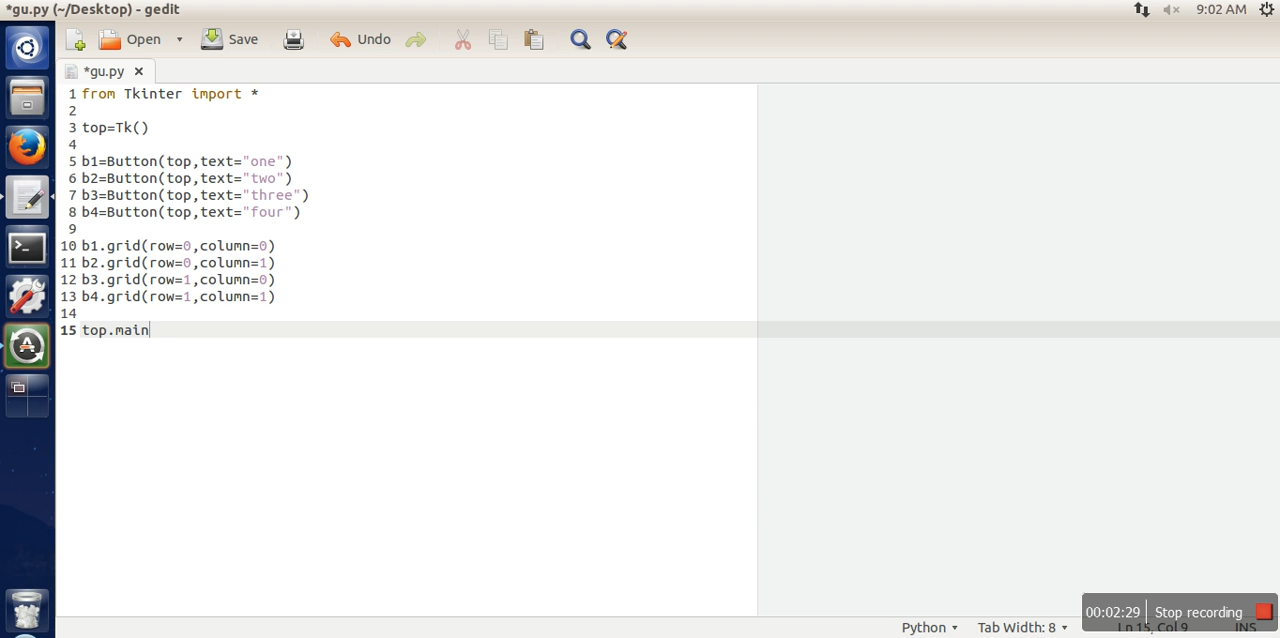 *gu.py (~/Desktop) - gedit
9:02 AM
Open
Save
Undo
*gu.py ×
1 from Tkinter import *
2
3 top=Tk()
4
5 b1=Button(top,text="one")
6 b2=Button(top,text="two")
7 b3=Button(top,text="three")
8 b4=Button(top,text="four")
9
10 b1.grid(row=0,column=0)
11 b2.grid(row=0,column=1)
12 b3.grid(row=1,column=0)
13 b4.grid(row=1,column=1)
14
15 top.main
00:02:29 Stop recording
Python Tab Width: 8 Ln 15, Col 9 INS